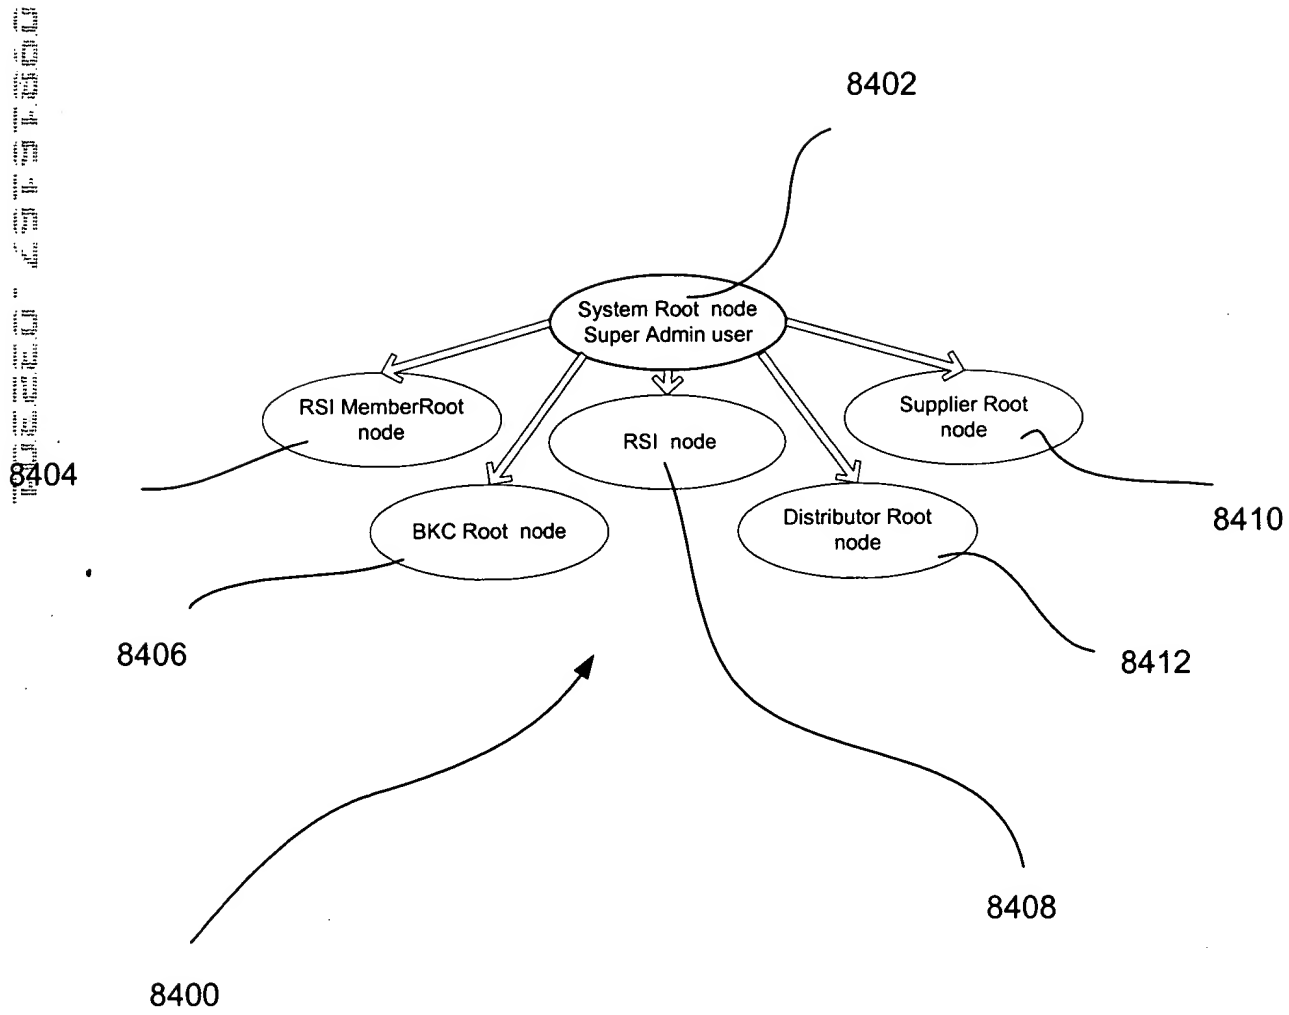 8402
System Root node
Super Admin user
RSI MemberRoot
node
Supplier Root
node
RSI node
8404
BKC Root node
Distributor Root
node
8410
8406
8412
8408
8400